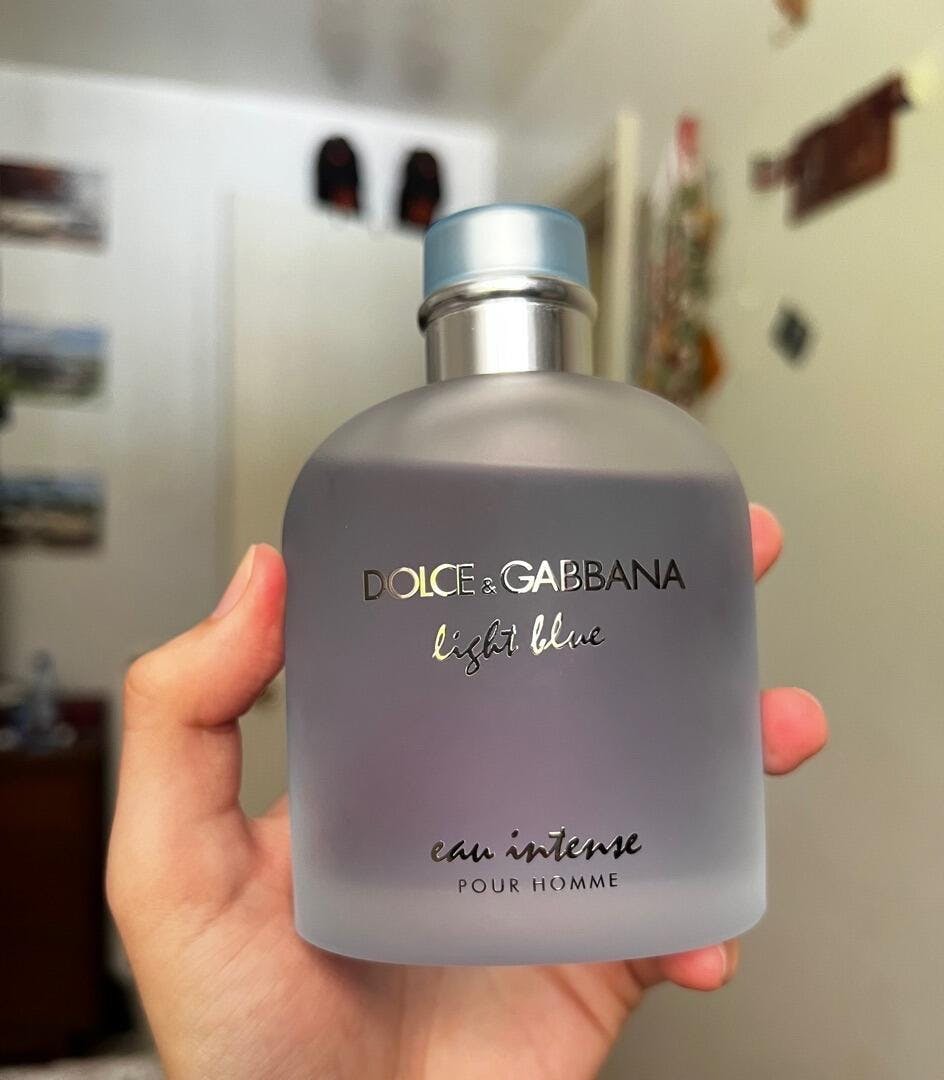 DOLCE & GABBANA
light blue
eau intense
POUR HOMME